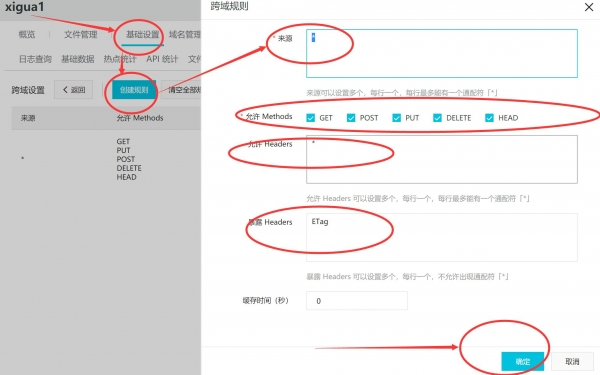 xigua1
概览
文件管理
基础设置
域名管理
日志查询 基础数据 热点统计 API 统计 文件
跨域设置
返回
创建规则
清空全部规
来源
允许 Methods
*
GET
PUT
POST
DELETE
HEAD
跨域规则
* 来源
*
来源可以设置多个，每行一个，每行最多能有一个通配符「*」
* 允许 Methods
GET
POST
PUT
DELETE
HEAD
允许 Headers
*
允许 Headers 可以设置多个，每行一个，每行最多能有一个通配符「*」
暴露 Headers
ETag
暴露 Headers 可以设置多个，每行一个，不允许出现通配符「*」
缓存时间（秒）
0
确定
取消